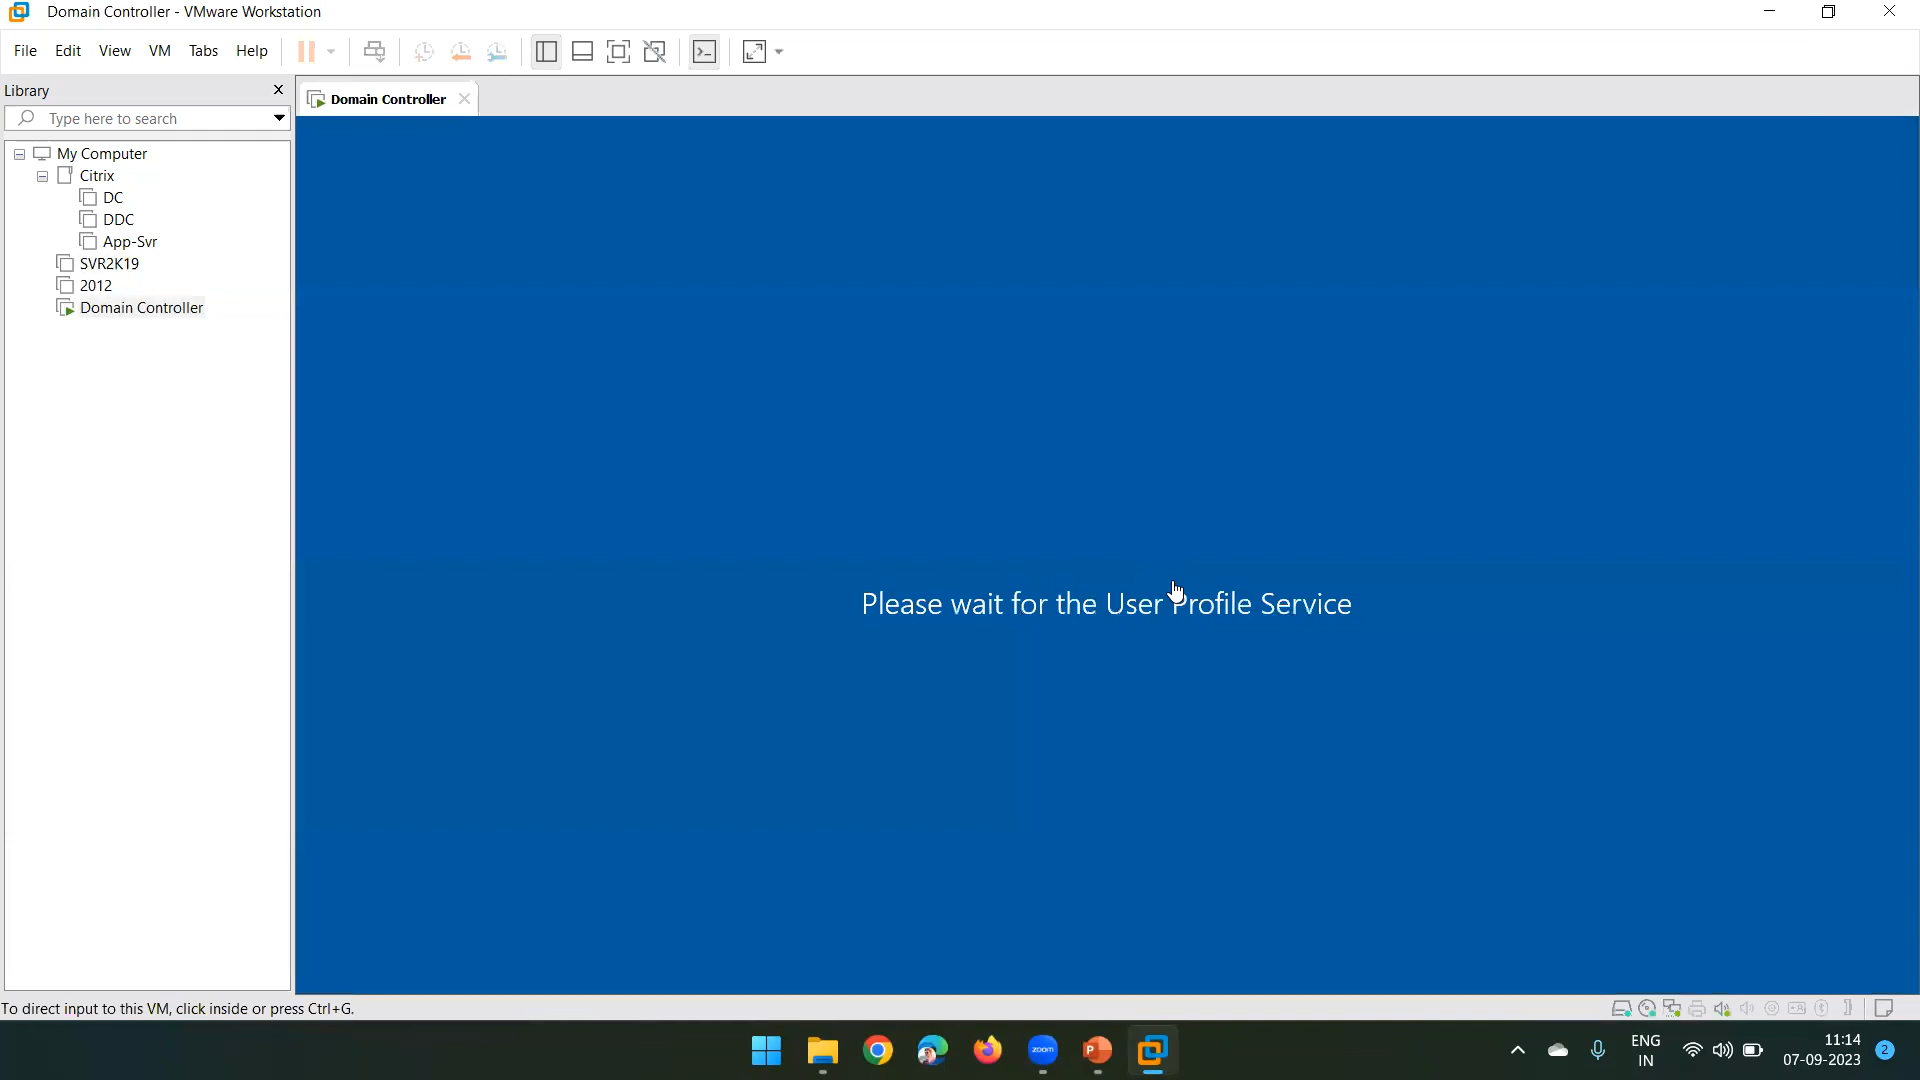 Domain Controller - VMware Workstation
File Edit View VM Tabs Help
Library
Type here to search
Domain Controller
My Computer
Citrix
DC
DDC
App-Svr
SVR2K19
2012
Domain Controller
Please wait for the User Profile Service
To direct input to this VM, click inside or press Ctrl+G.
zoom
P
ENG
IN
11:14
07-09-2023
2